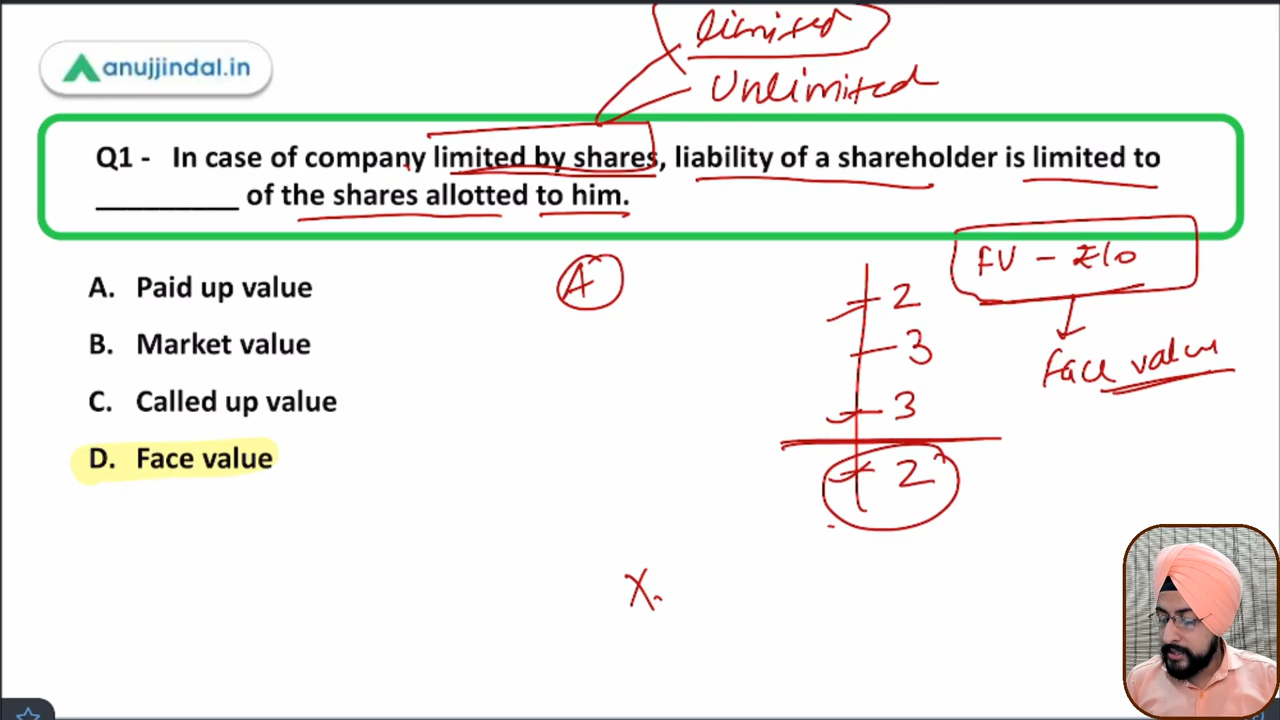 limited
Unlimited
anujjindal.in
Q1 - In case of company limited by shares, liability of a shareholder is limited to
_________ of the shares allotted to him.
A. Paid up value
B. Market value
C. Called up value
D. Face value
A
FV - ₹10
Face value
2
3
3
2
X